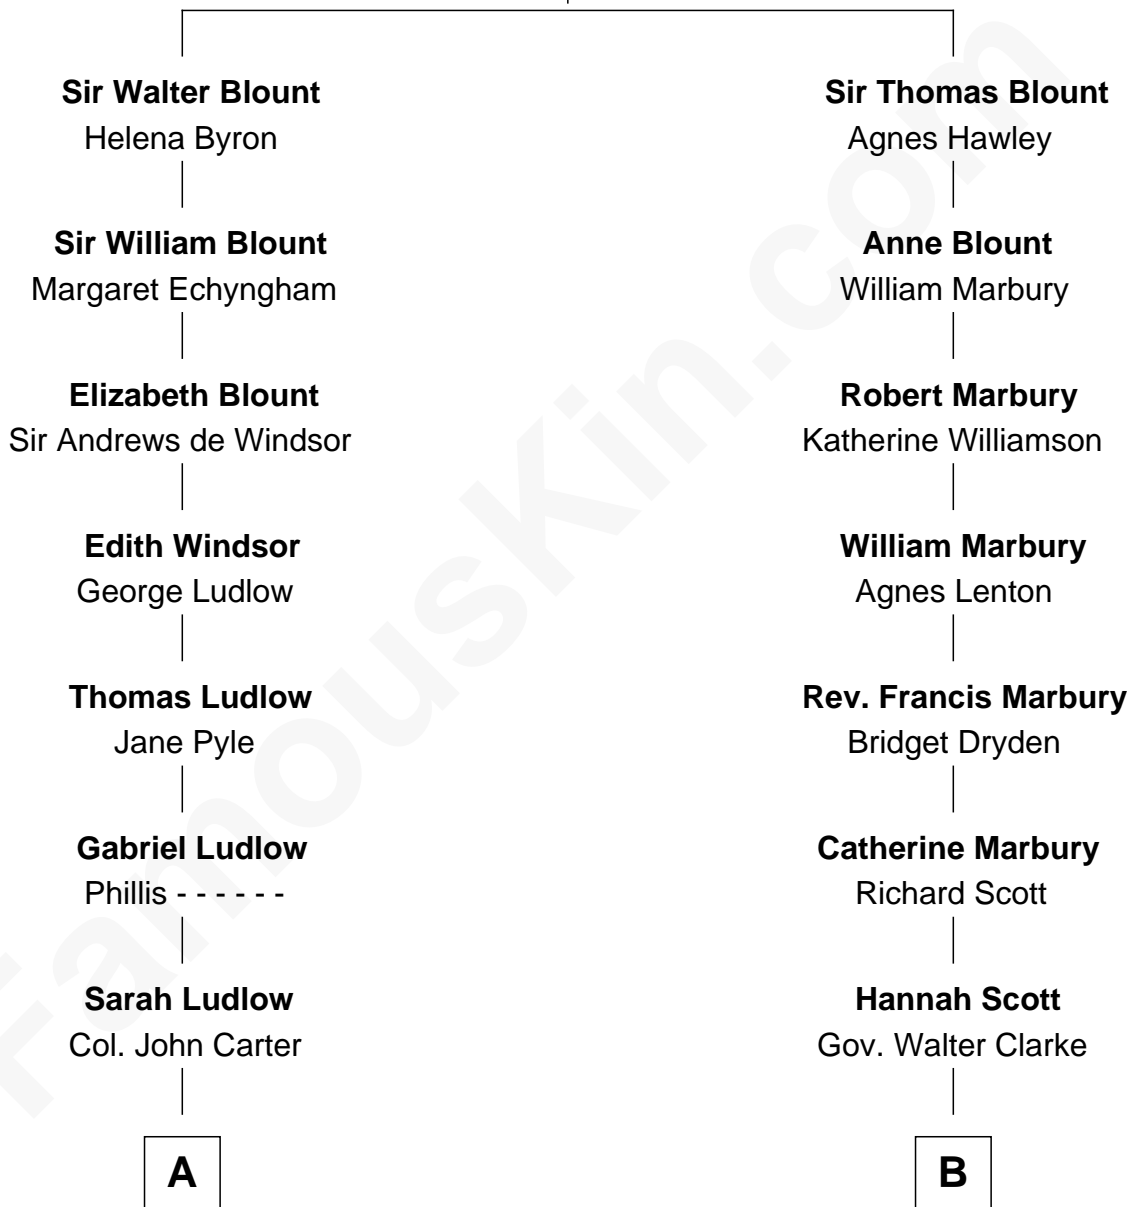 Sir Walter Blount
Helena Byron
Sir William Blount
Margaret Echyngham
Elizabeth Blount
Sir Andrews de Windsor
Edith Windsor
George Ludlow
Thomas Ludlow
Jane Pyle
Gabriel Ludlow
Phillis - - - - - -
Sarah Ludlow
Col. John Carter
A
Sir Thomas Blount
Agnes Hawley
Anne Blount
William Marbury
Robert Marbury
Katherine Williamson
William Marbury
Agnes Lenton
Rev. Francis Marbury
Bridget Dryden
Catherine Marbury
Richard Scott
Hannah Scott
Gov. Walter Clarke
B
FamousKin.com